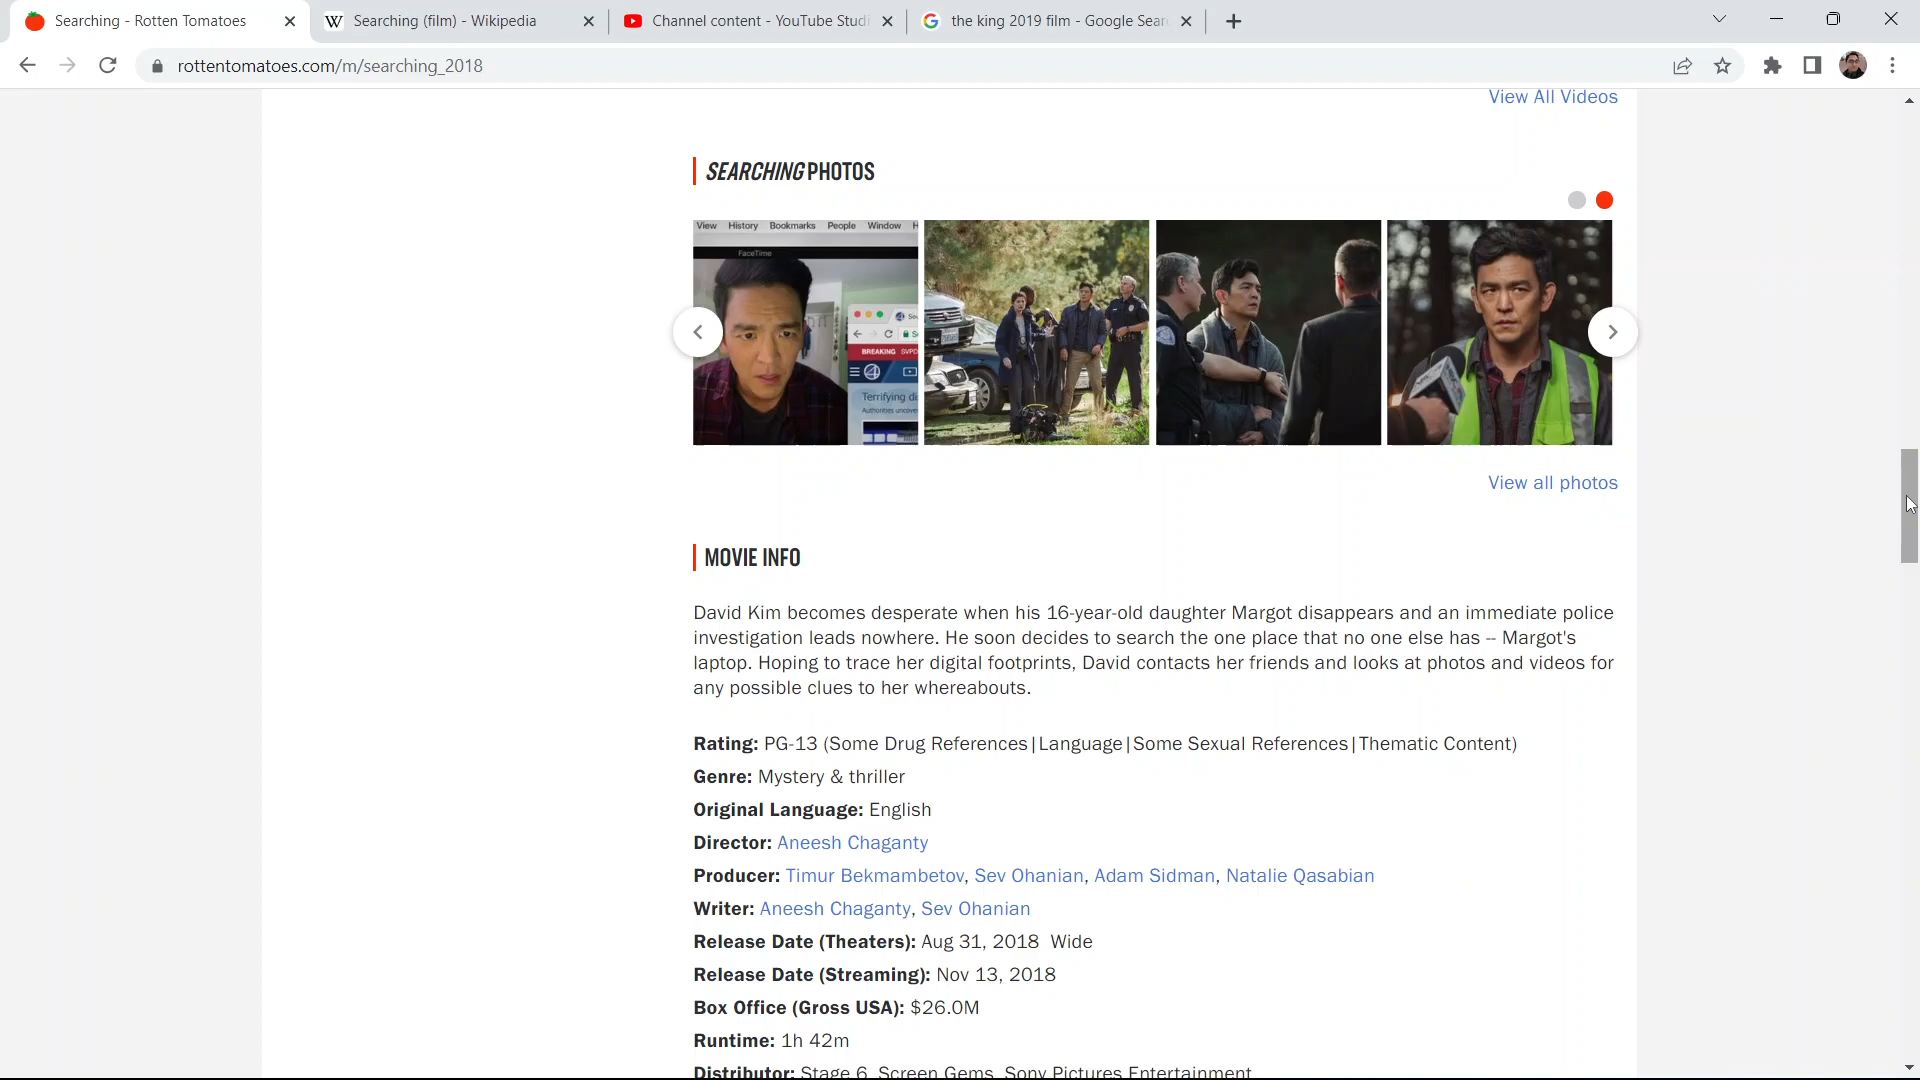 Searching - Rotten Tomatoes
Searching (film) - Wikipedia
Channel content - YouTube Studi
the king 2019 film - Google Sear
rottentomatoes.com/m/searching_2018
View All Videos
SEARCHING PHOTOS
View History Bookmarks People Window H
FaceTime
BREAKING SVPD
4
Terrifying di
Authorities uncove
View all photos
MOVIE INFO
David Kim becomes desperate when his 16-year-old daughter Margot disappears and an immediate police
investigation leads nowhere. He soon decides to search the one place that no one else has -- Margot's
laptop. Hoping to trace her digital footprints, David contacts her friends and looks at photos and videos for
any possible clues to her whereabouts.
Rating: PG-13 (Some Drug References|Language|Some Sexual References|Thematic Content)
Genre: Mystery & thriller
Original Language: English
Director: Aneesh Chaganty
Producer: Timur Bekmambetov, Sev Ohanian, Adam Sidman, Natalie Qasabian
Writer: Aneesh Chaganty, Sev Ohanian
Release Date (Theaters): Aug 31, 2018 Wide
Release Date (Streaming): Nov 13, 2018
Box Office (Gross USA): $26.0M
Runtime: 1h 42m
Distributor: Stage 6, Screen Gems, Sony Pictures Entertainment